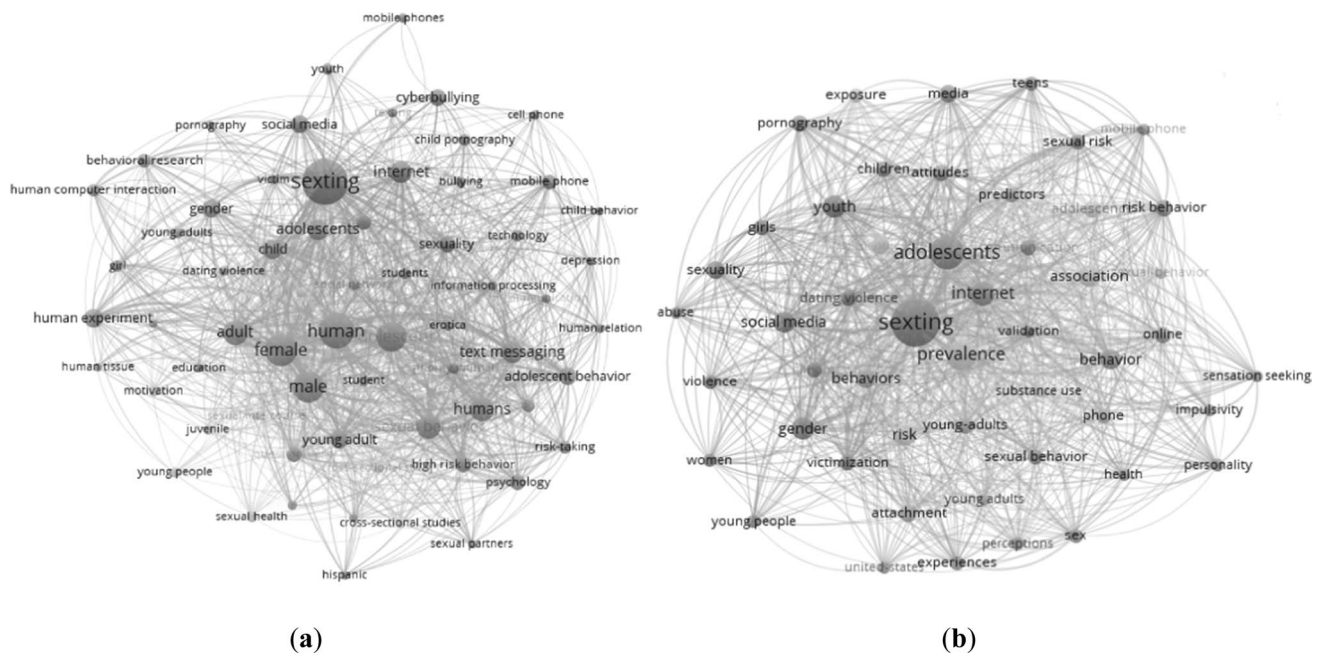 mobile phones
youth
cyberbullying
cell phone
pornography
social media
child pornography
behavioral research
victim
sexting
internet
bullying
mobile phone
human computer interaction
gender
child behavior
young adults
adolescents
child
sexuality
technology
girl
dating violence
students
depression
information processing
human experiment
adult
human
erotica
human relation
female
text messaging
human tissue
education
student
adolescent behavior
motivation
male
humans
juvenile
young adult
sexual behavior
risk-taking
young people
high risk behavior
psychology
sexual health
cross-sectional studies
sexual partners
hispanic
(a)
teens
exposure
media
pornography
mobile phone
sexual risk
children
attitudes
predictors
youth
risk behavior
girls
adolescents
sexuality
association
internet
dating violence
abuse
social media
sexting
validation
online
prevalence
behavior
violence
behaviors
sensation seeking
substance use
impulsivity
phone
gender
risk
young-adults
women
victimization
sexual behavior
health
personality
young adults
attachment
young people
perceptions
sex
united-states
experiences
(b)